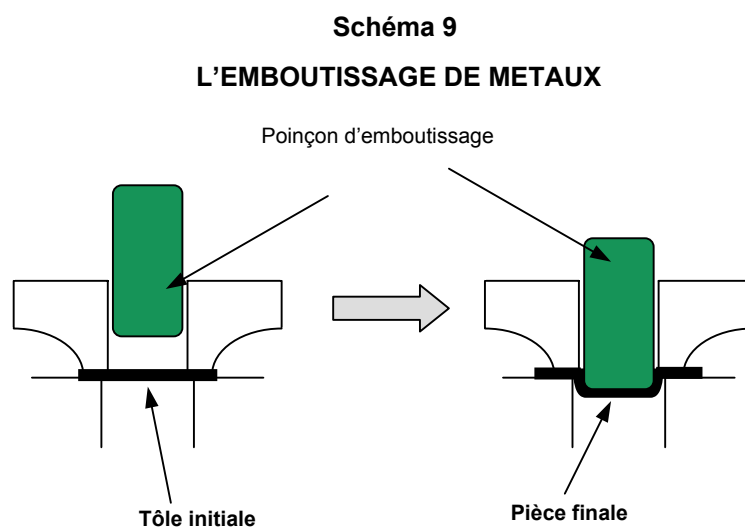 Schéma 9
L’EMBOUTISSAGE DE METAUX
Poinçon d’emboutissage
Tôle initiale
Pièce finale